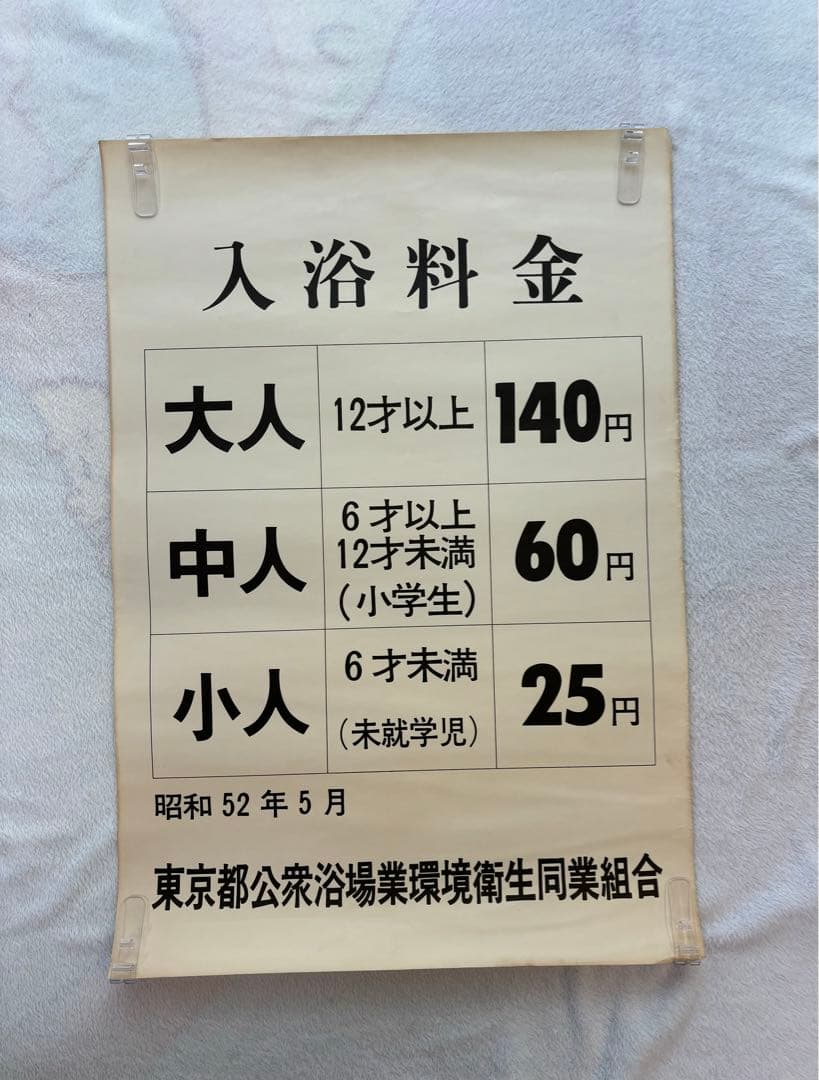 入浴料金
大人 12才以上 140円
中人 6才以上
12才未満
(小学生) 60円
小人 6才未満
(未就学児) 25円
昭和52年5月
東京都公衆浴場業環境衛生同業組合